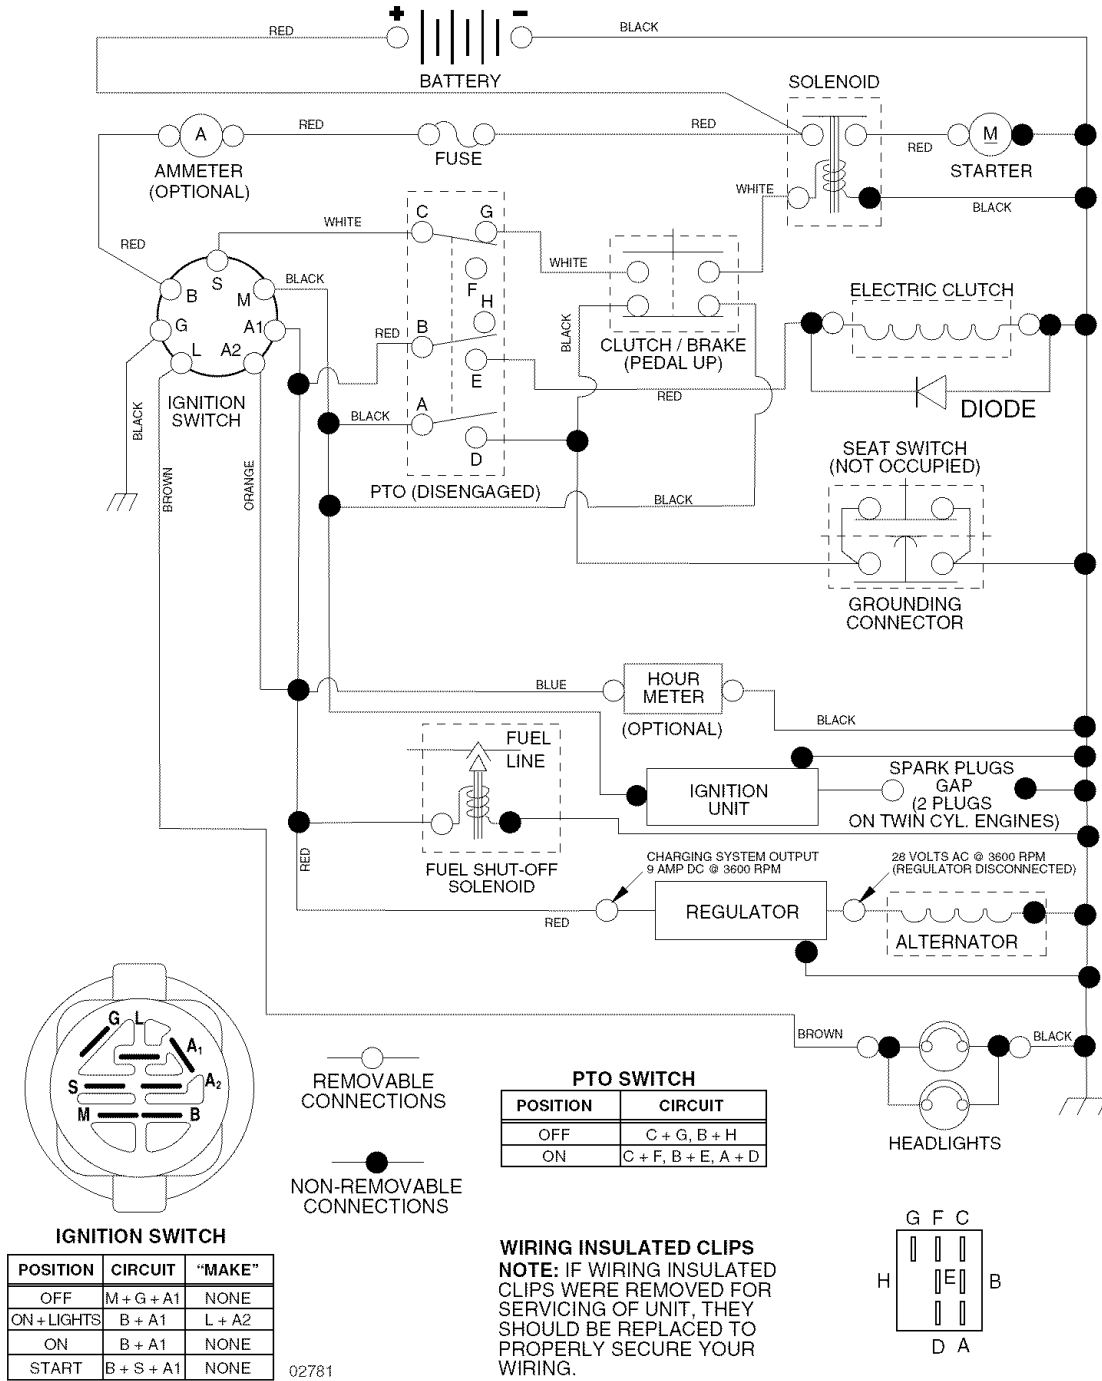 + −
RED
BLACK
BATTERY
SOLENOID
A
RED
RED
M
RED
FUSE
AMMETER
(OPTIONAL)
STARTER
WHITE
BLACK
C G
WHITE
RED
WHITE
S
BLACK
B
M
F
H
ELECTRIC CLUTCH
G
A1
RED
B
BLACK
CLUTCH / BRAKE
(PEDAL UP)
L A2
E
RED
IGNITION
SWITCH
BLACK
A
BLACK
DIODE
D
SEAT SWITCH
(NOT OCCUPIED)
BROWN
ORANGE
PTO (DISENGAGED)
BLACK
GROUNDING
CONNECTOR
BLUE
HOUR
METER
(OPTIONAL)
BLACK
FUEL
LINE
SPARK PLUGS
GAP
(2 PLUGS
ON TWIN CYL. ENGINES)
IGNITION
UNIT
RED
FUEL SHUT-OFF
SOLENOID
CHARGING SYSTEM OUTPUT
9 AMP DC @ 3600 RPM
28 VOLTS AC @ 3600 RPM
(REGULATOR DISCONNECTED)
RED
REGULATOR
ALTERNATOR
G L
A1
A2
S
M B
BROWN
BLACK
HEADLIGHTS
REMOVABLE
CONNECTIONS
NON-REMOVABLE
CONNECTIONS
PTO SWITCH
POSITION CIRCUIT
OFF C + G, B + H
ON C + F, B + E, A + D
IGNITION SWITCH
POSITION CIRCUIT “MAKE”
OFF M + G + A1 NONE
ON + LIGHTS B + A1 L + A2
ON B + A1 NONE
START B + S + A1 NONE
02781
WIRING INSULATED CLIPS
NOTE: IF WIRING INSULATED
CLIPS WERE REMOVED FOR
SERVICING OF UNIT, THEY
SHOULD BE REPLACED TO
PROPERLY SECURE YOUR
WIRING.
G F C
H E B
D A